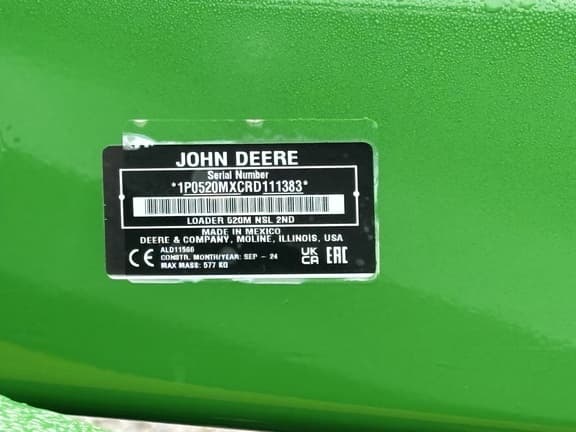 JOHN DEERE
Serial Number
*1P0520MXCRD111383*
LOADER 520M NSL 2ND
MADE IN MEXICO
DEERE & COMPANY, MOLINE, ILLINOIS, USA
ALD11566
CONSTR. MONTH/YEAR: SEP - 24
MAX MASS: 577 KG
CE UK CA EAC